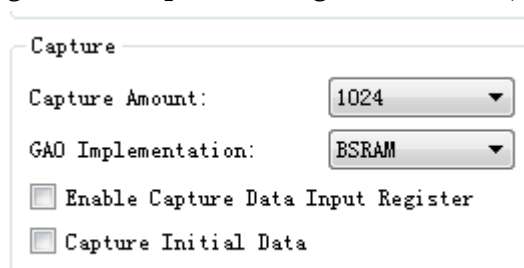 Capture
Capture Amount: 1024
GAO Implementation: BSRAM
Enable Capture Data Input Register
Capture Initial Data